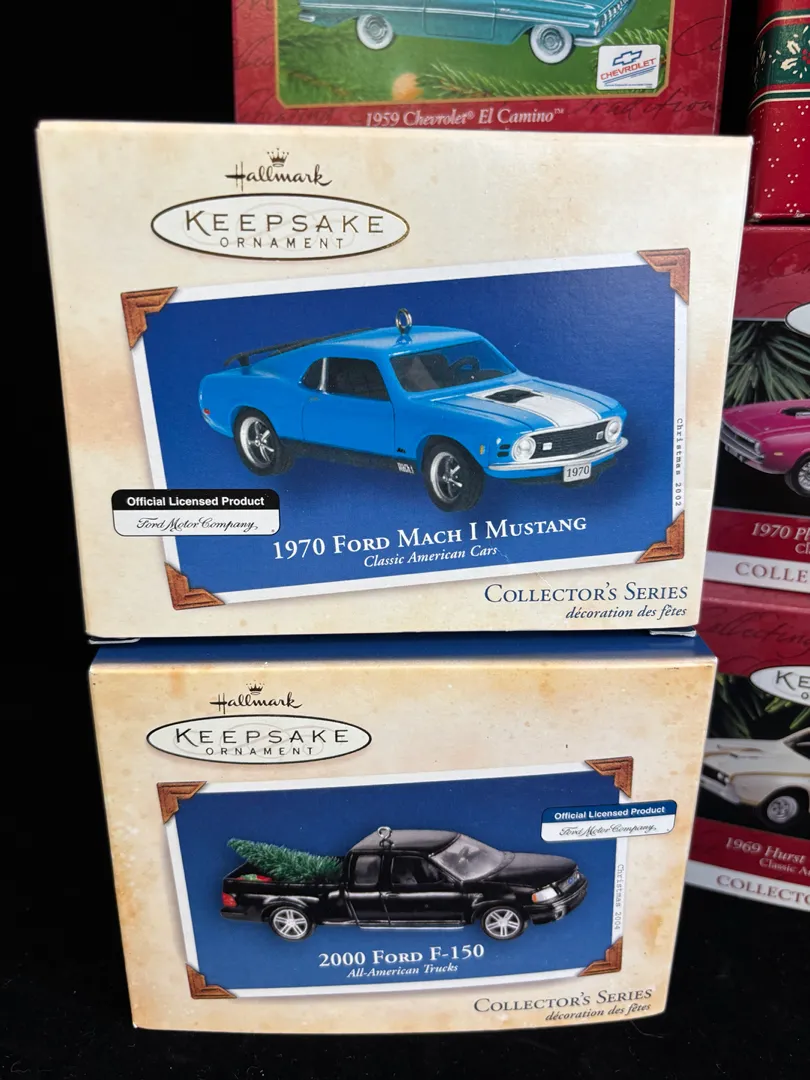 CHEVROLET
1959 Chevrolet® El Camino™
Hallmark
KEEPSAKE
ORNAMENT
1970
Christmas 2002
Official Licensed Product
Ford Motor Company
1970 FORD MACH I MUSTANG
Classic American Cars
COLLECTOR'S SERIES
décoration des fêtes
1970 Pl
Cl
COLLE
Hallmark
KEEPSAKE
ORNAMENT
Official Licensed Product
Ford Motor Company
Christmas 2004
2000 FORD F-150
All-American Trucks
COLLECTOR'S SERIES
décoration des fêtes
KE
1969 Hurst
Classic A
COLLECTO